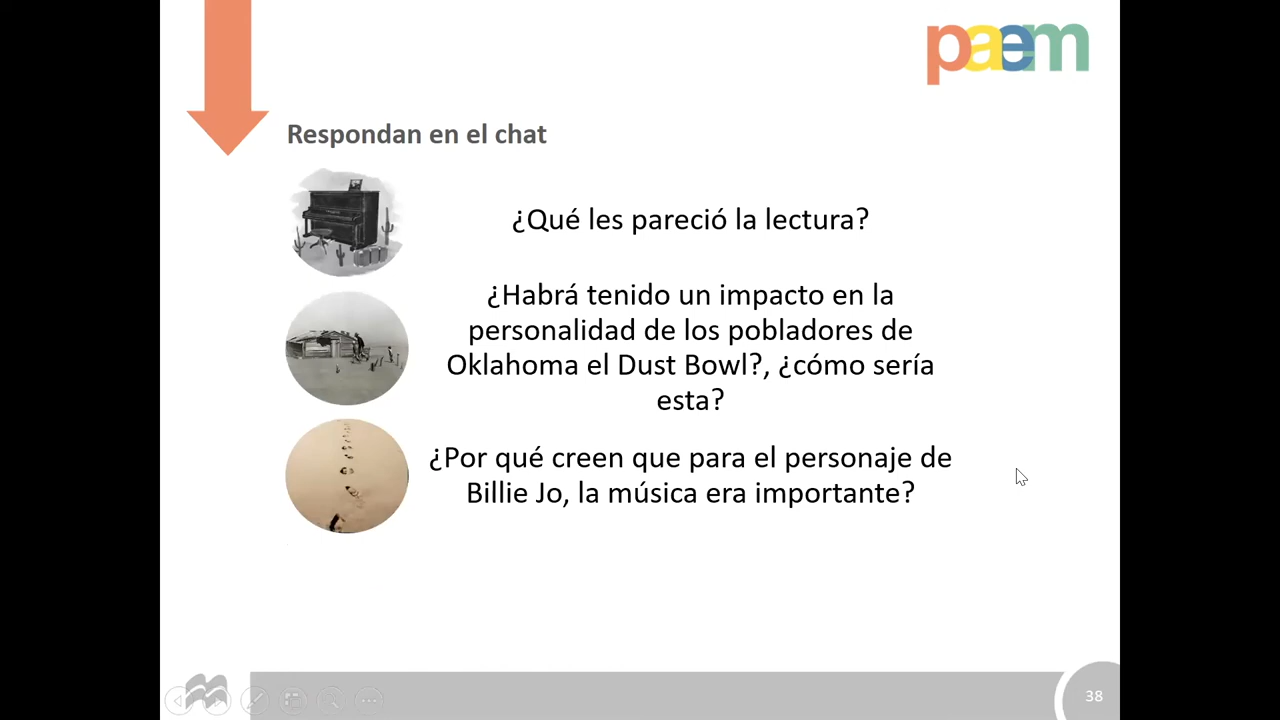 paem
Respondan en el chat
¿Qué les pareció la lectura?
¿Habrá tenido un impacto en la
personalidad de los pobladores de
Oklahoma el Dust Bowl?, ¿cómo sería
esta?
¿Por qué creen que para el personaje de
Billie Jo, la música era importante?
38